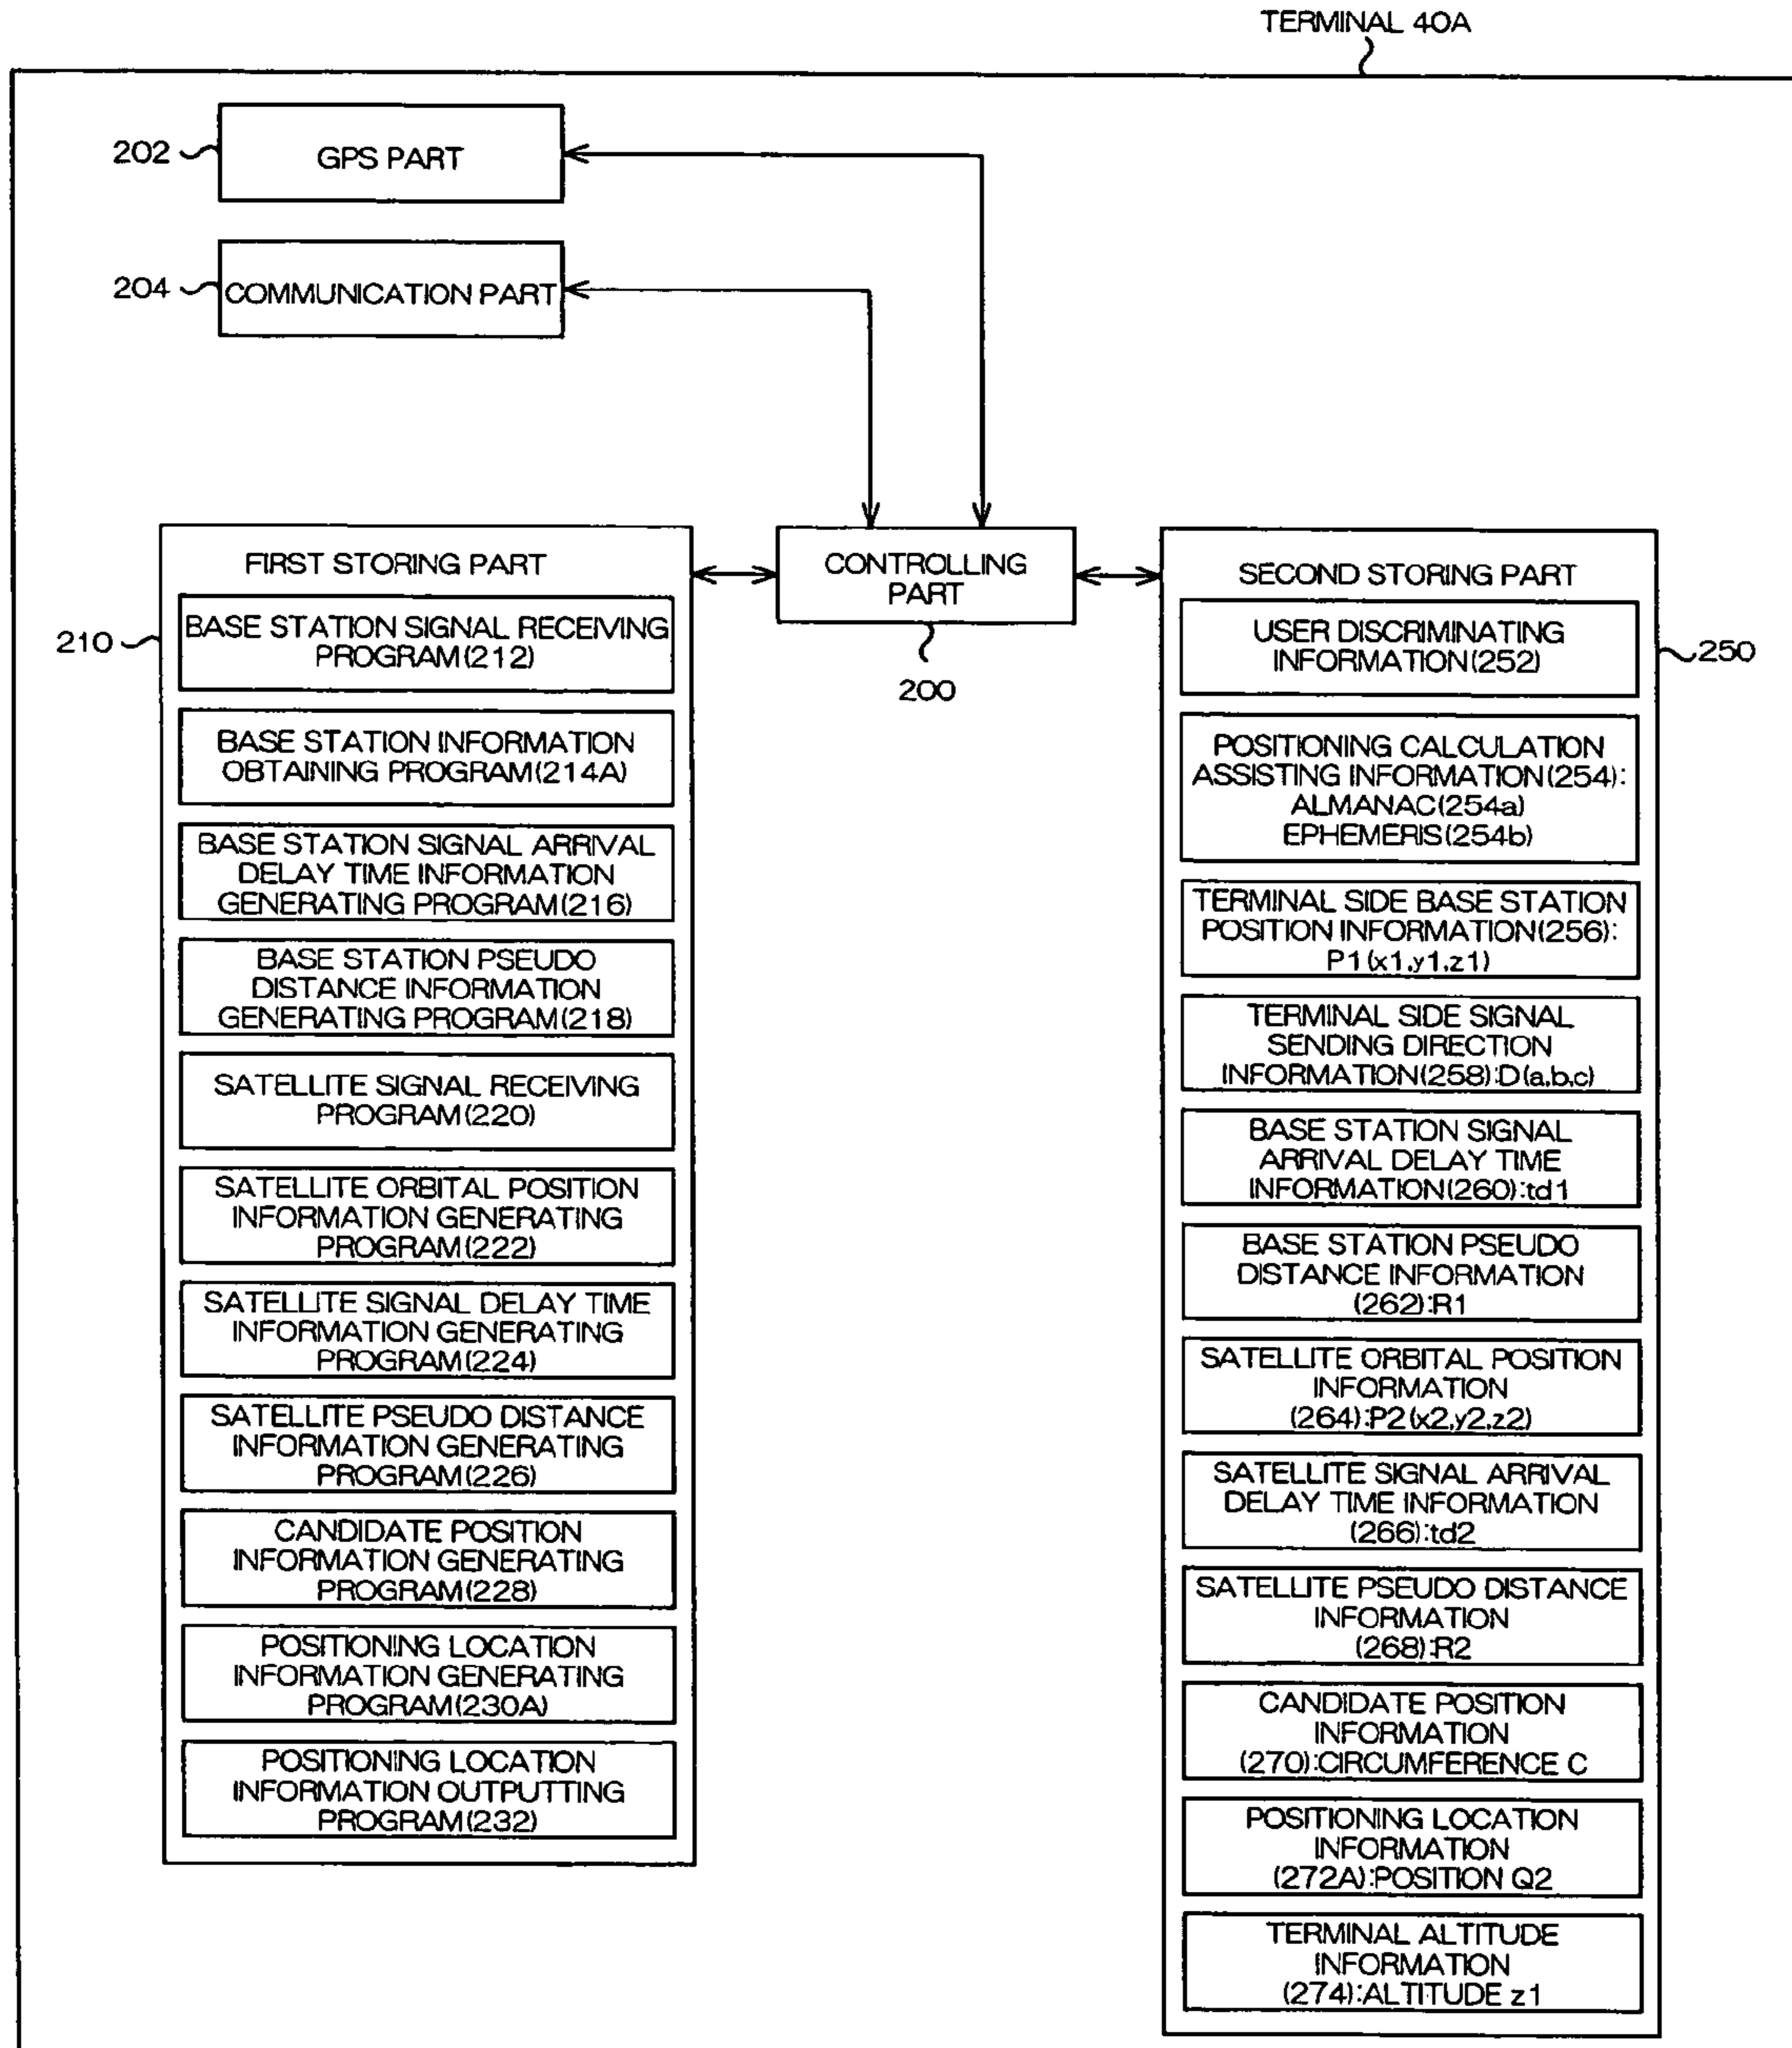 TERMINAL 40A
202
GPS PART
204
COMMUNICATION PART
CONTROLLING
PART
200
210
FIRST STORING PART
BASE STATION SIGNAL RECEIVING
PROGRAM(212)
BASE STATION INFORMATION
OBTAINING PROGRAM(214A)
BASE STATION SIGNAL ARRIVAL
DELAY TIME INFORMATION
GENERATING PROGRAM(216)
BASE STATION PSEUDO
DISTANCE INFORMATION
GENERATING PROGRAM(218)
SATELLITE SIGNAL RECEIVING
PROGRAM(220)
SATELLITE ORBITAL POSITION
INFORMATION GENERATING
PROGRAM(222)
SATELLITE SIGNAL DELAY TIME
INFORMATION GENERATING
PROGRAM(224)
SATELLITE PSEUDO DISTANCE
INFORMATION GENERATING
PROGRAM(226)
CANDIDATE POSITION
INFORMATION GENERATING
PROGRAM(228)
POSITIONING LOCATION
INFORMATION GENERATING
PROGRAM(230A)
POSITIONING LOCATION
INFORMATION OUTPUTTING
PROGRAM(232)
SECOND STORING PART
250
USER DISCRIMINATING
INFORMATION(252)
POSITIONING CALCULATION
ASSISTING INFORMATION(254):
ALMANAC(254a)
EPHEMERIS(254b)
TERMINAL SIDE BASE STATION
POSITION INFORMATION(256):
P1(x1,y1,z1)
TERMINAL SIDE SIGNAL
SENDING DIRECTION
INFORMATION(258):D(a,b,c)
BASE STATION SIGNAL
ARRIVAL DELAY TIME
INFORMATION(260):td1
BASE STATION PSEUDO
DISTANCE INFORMATION
(262):R1
SATELLITE ORBITAL POSITION
INFORMATION
(264):P2(x2,y2,z2)
SATELLITE SIGNAL ARRIVAL
DELAY TIME INFORMATION
(266):td2
SATELLITE PSEUDO DISTANCE
INFORMATION
(268):R2
CANDIDATE POSITION
INFORMATION
(270):CIRCUMFERENCE C
POSITIONING LOCATION
INFORMATION
(272A):POSITION Q2
TERMINAL ALTITUDE
INFORMATION
(274):ALTITUDE z1